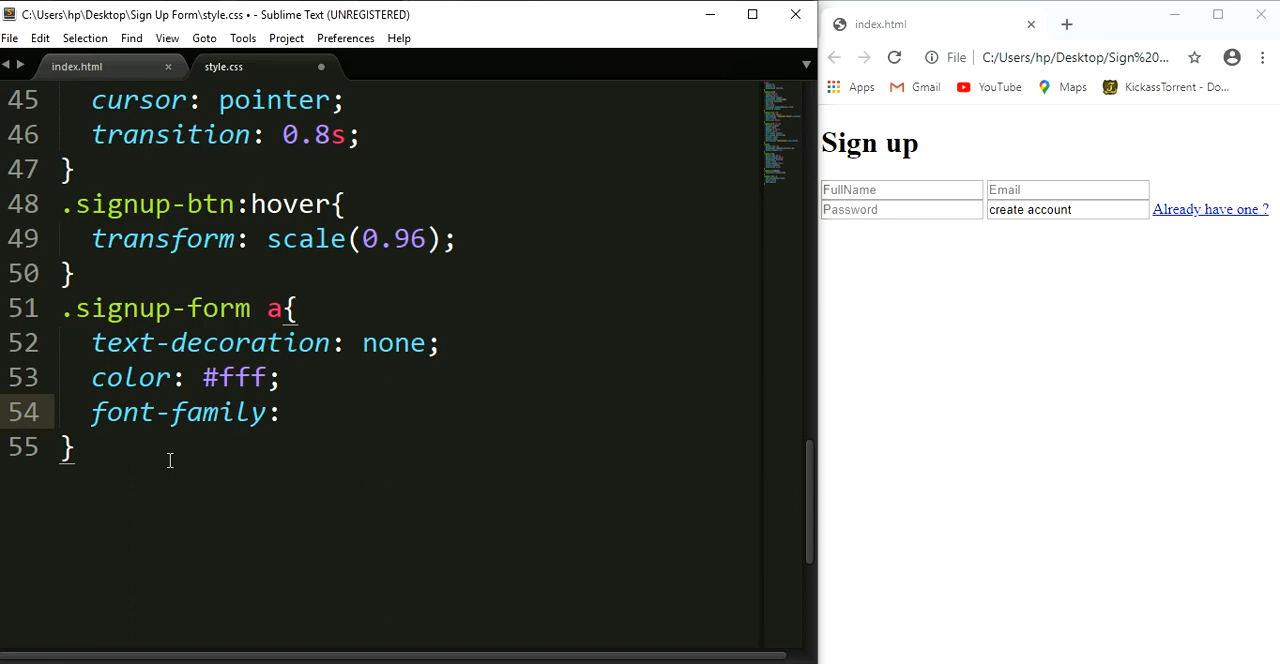 C:\Users\hp\Desktop\Sign Up Form\style.css • - Sublime Text (UNREGISTERED)
File Edit Selection Find View Goto Tools Project Preferences Help
index.html × style.css
45 cursor: pointer;
46 transition: 0.8s;
47 }
48 .signup-btn:hover{
49 transform: scale(0.96);
50 }
51 .signup-form a{
52 text-decoration: none;
53 color: #fff;
54 font-family:
55 }
index.html
File | C:/Users/hp/Desktop/Sign%20...
Apps Gmail YouTube Maps KickassTorrent - Do...
Sign up
FullName Email
Password create account Already have one ?